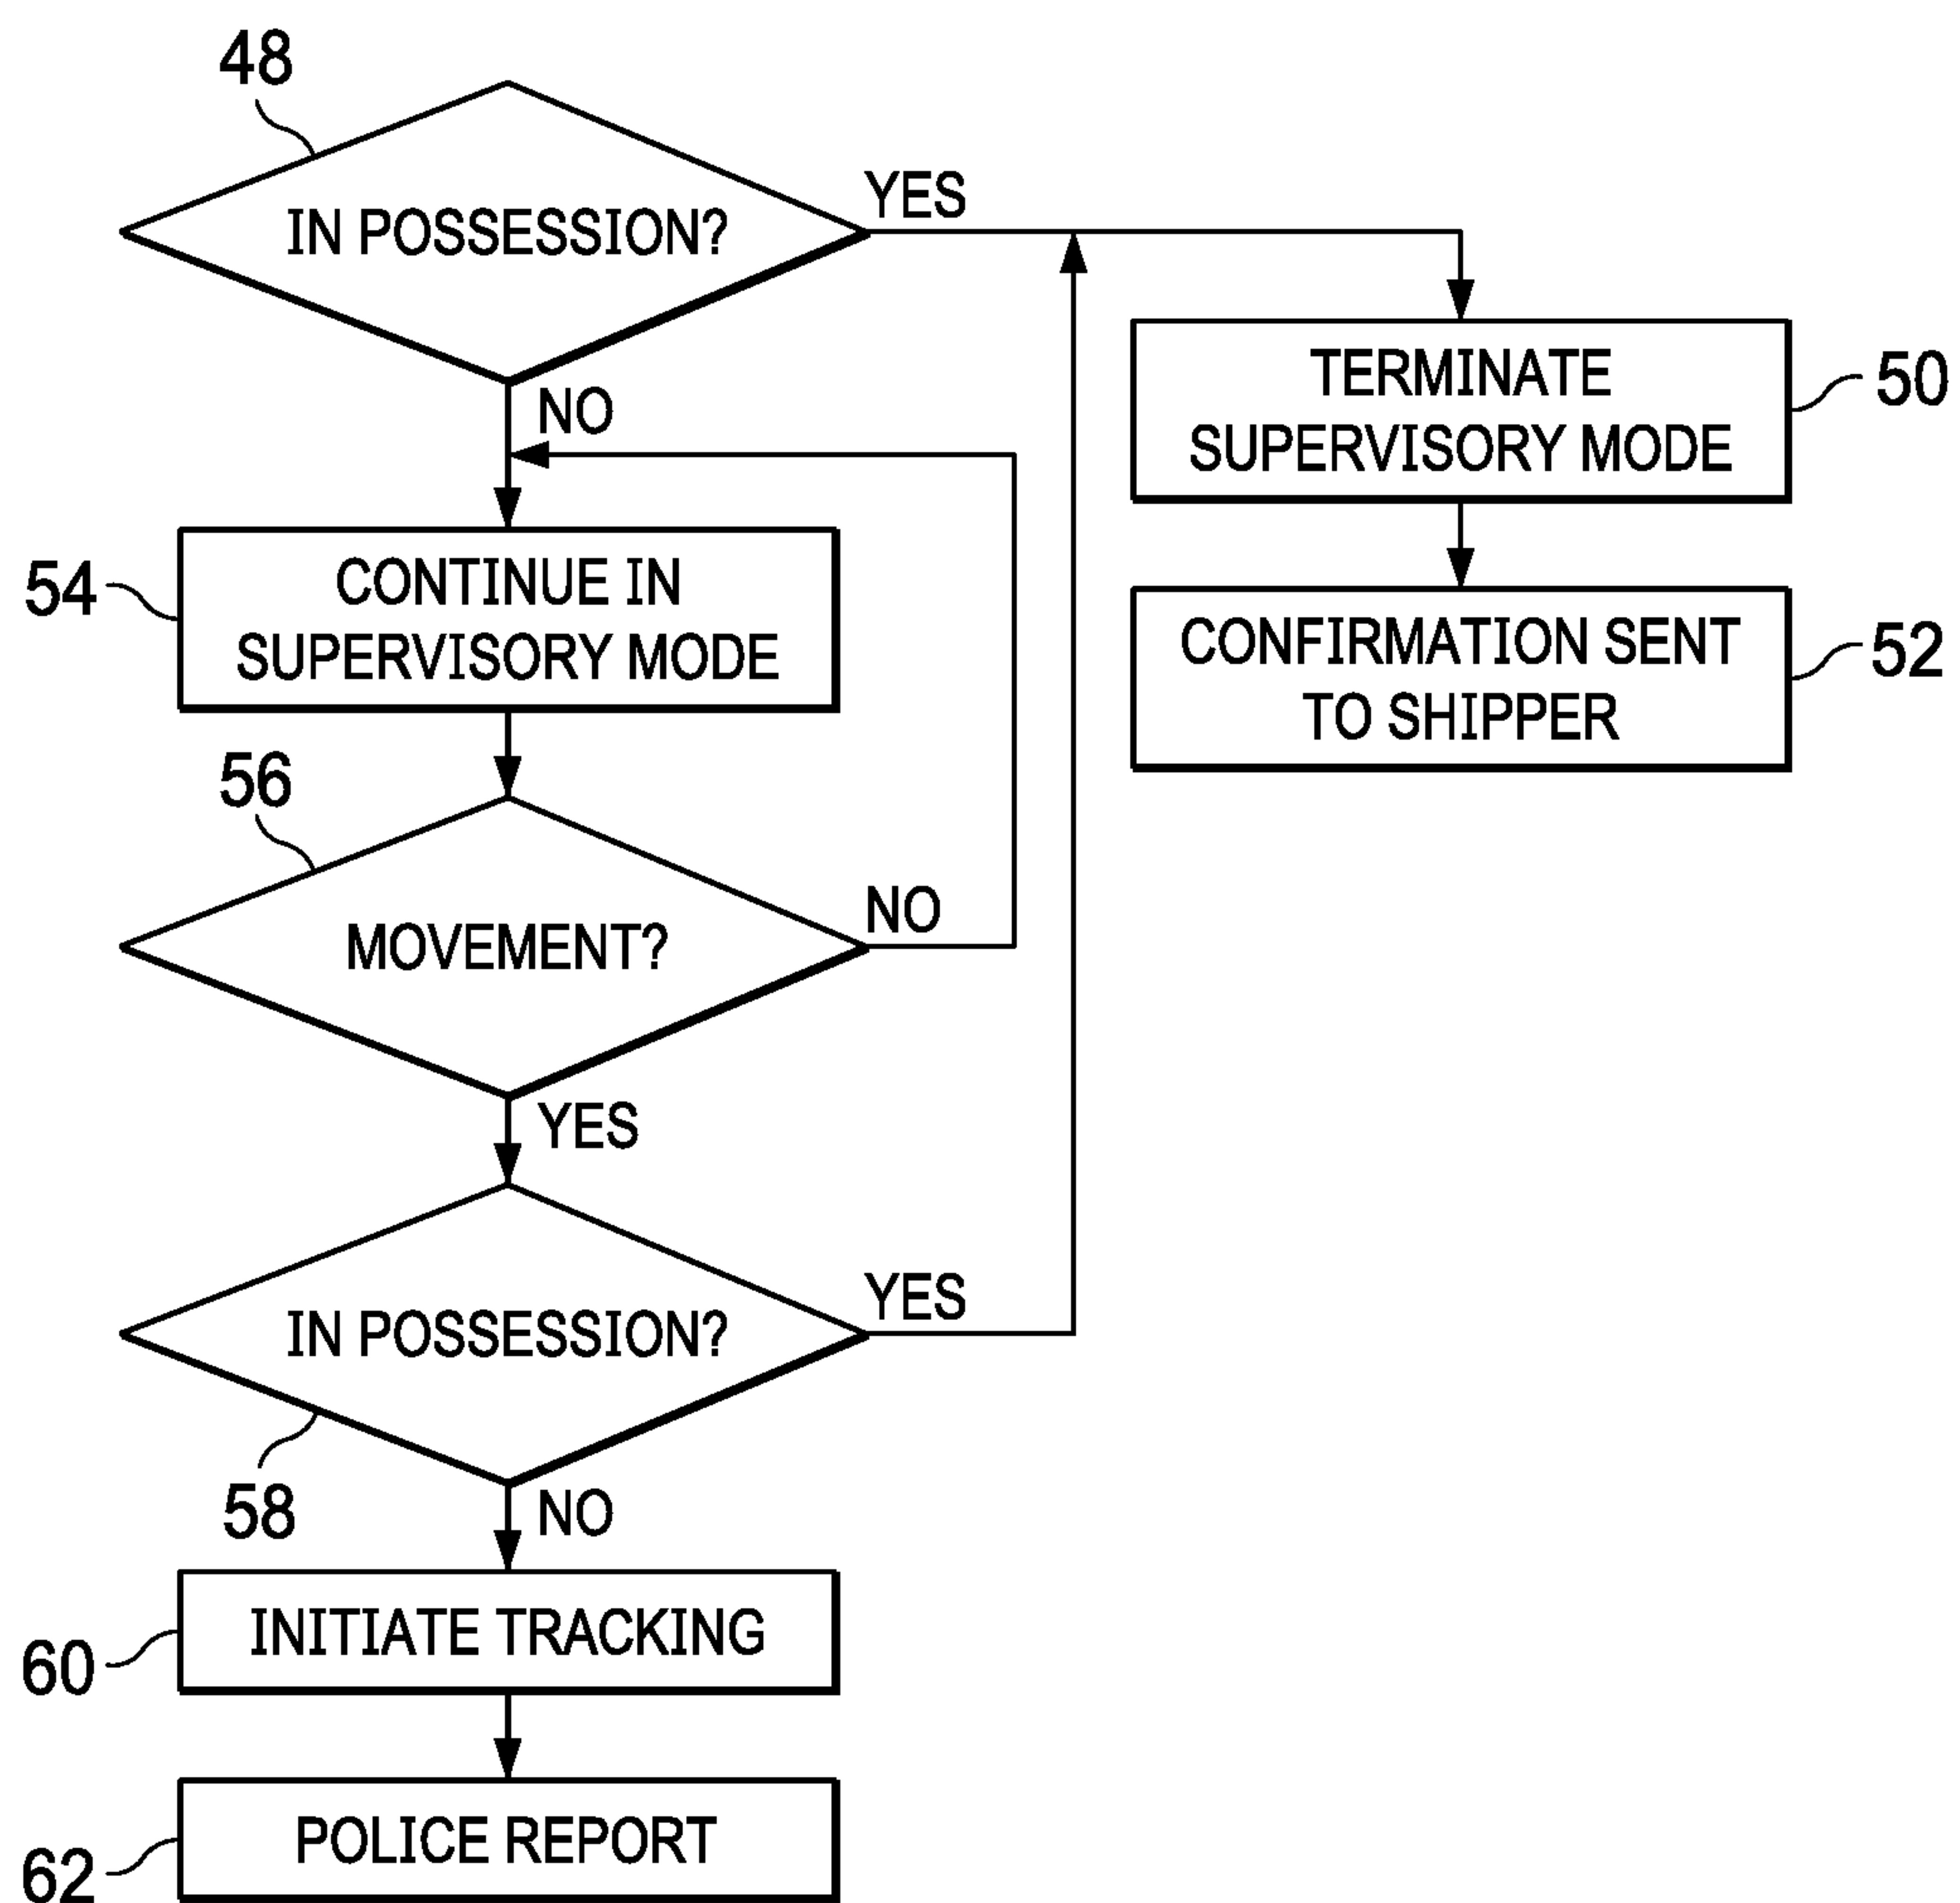 48
IN POSSESSION?
YES
NO
TERMINATE
SUPERVISORY MODE
50
CONFIRMATION SENT
TO SHIPPER
52
54
CONTINUE IN
SUPERVISORY MODE
56
MOVEMENT?
NO
YES
IN POSSESSION?
YES
58
NO
60
INITIATE TRACKING
62
POLICE REPORT